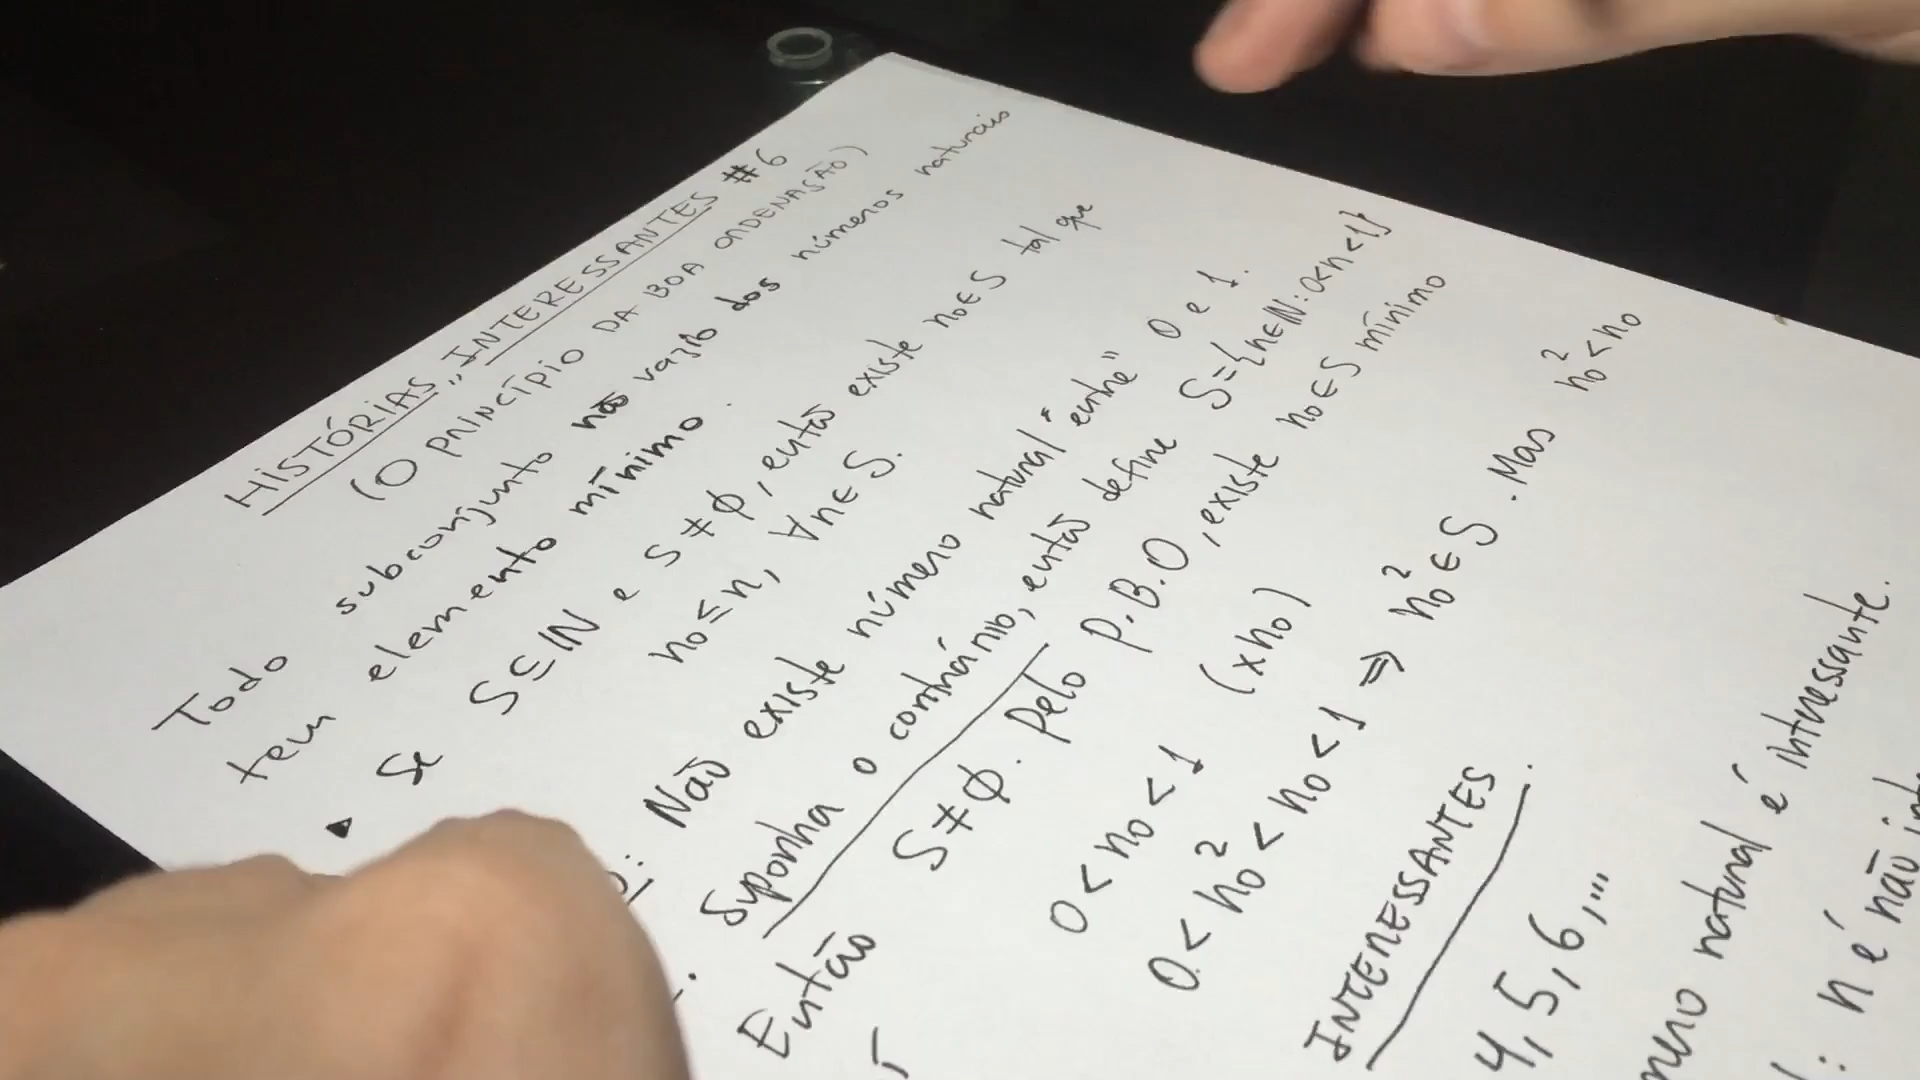 HISTÓRIAS „INTERESSANTES #6
(O PRINCÍPIO DA BOA ORDENAÇÃO)
Todo subconjunto não vazio dos números naturais
tem elemento mínimo.
Se S⊆IN e S≠∅, então existe n₀∈S tal que
n₀≤n, ∀n∈S.
Não existe número natural "entre" 0 e 1.
Suponha o contrário, então define S={n∈IN:0<n<1}
Então S≠∅. Pelo P.B.O, existe n₀∈S mínimo
0<n₀<1 (xn₀)
0<n₀²<n₀<1 ⇒ n₀²∈S. Mas n₀²<n₀
INTERESSANTES.
4,5,6,...
natural é interessante.
: n é não